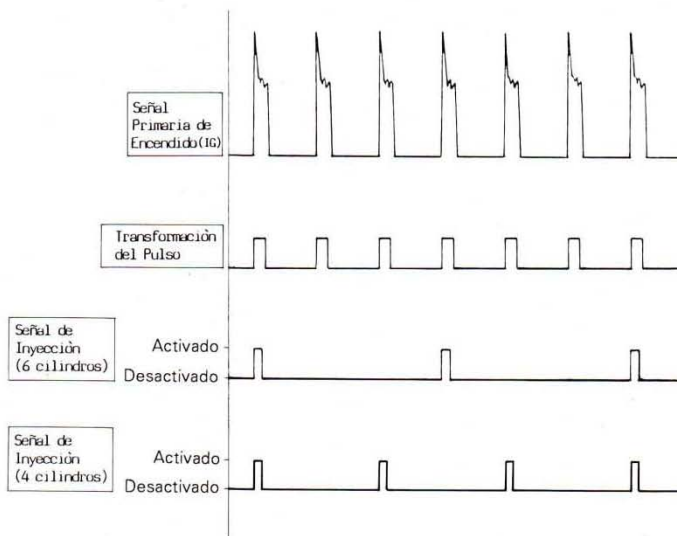 Señal
Primaria de
Encendido(IG)
Transformación
del Pulso
Señal de
Inyección
(6 cilindros)
Activado
Desactivado
Señal de
Inyección
(4 cilindros)
Activado
Desactivado